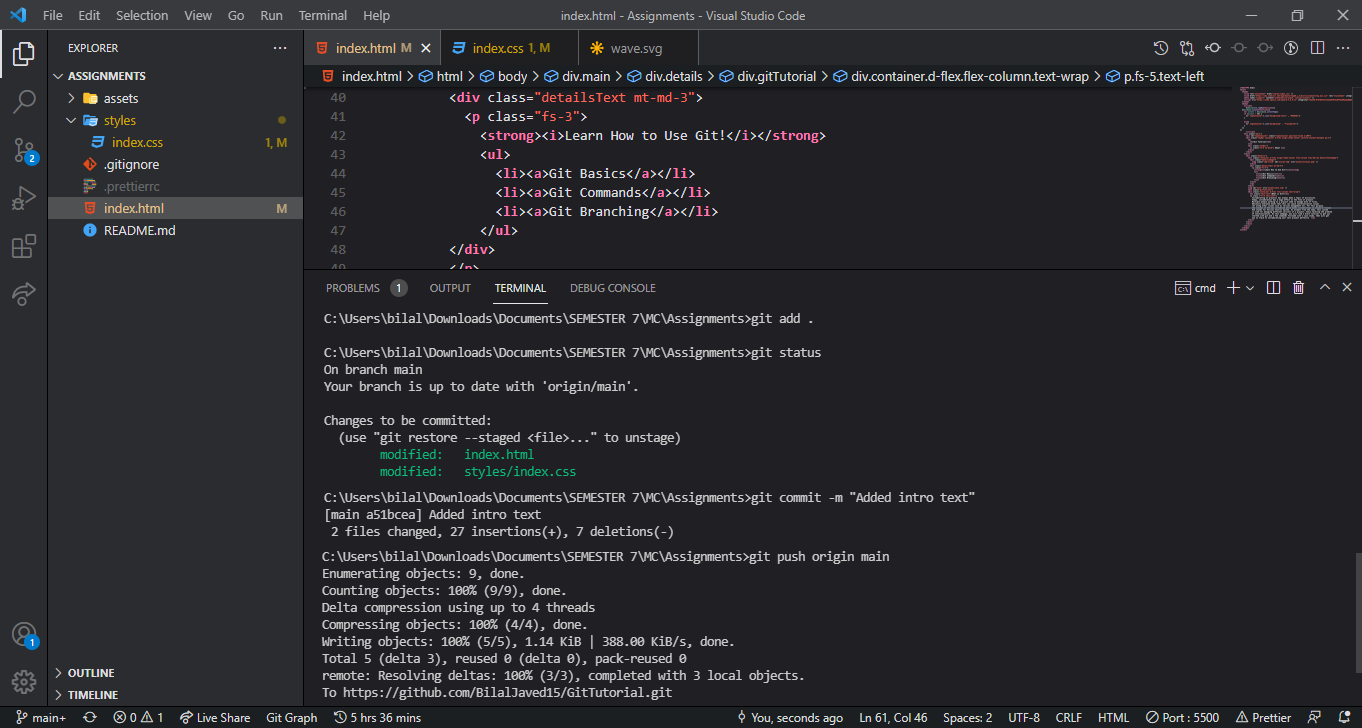 File Edit Selection View Go Run Terminal Help index.html - Assignments - Visual Studio Code
EXPLORER
ASSIGNMENTS
assets
styles
index.css 1, M
.gitignore
.prettierrc
index.html M
README.md
OUTLINE
TIMELINE
2
1
index.html M index.css 1, M wave.svg
index.html > html > body > div.main > div.details > div.gitTutorial > div.container.d-flex.flex-column.text-wrap > p.fs-5.text-left
40 <div class="detailsText mt-md-3">
41 <p class="fs-3">
42 <strong><i>Learn How to Use Git!</i></strong>
43 <ul>
44 <li><a>Git Basics</a></li>
45 <li><a>Git Commands</a></li>
46 <li><a>Git Branching</a></li>
47 </ul>
48 </div>
49 </p>
PROBLEMS 1 OUTPUT TERMINAL DEBUG CONSOLE cmd
C:\Users\bilal\Downloads\Documents\SEMESTER 7\MC\Assignments>git add .
C:\Users\bilal\Downloads\Documents\SEMESTER 7\MC\Assignments>git status
On branch main
Your branch is up to date with 'origin/main'.
Changes to be committed:
(use "git restore --staged <file>..." to unstage)
modified: index.html
modified: styles/index.css
C:\Users\bilal\Downloads\Documents\SEMESTER 7\MC\Assignments>git commit -m "Added intro text"
[main a51bcea] Added intro text
2 files changed, 27 insertions(+), 7 deletions(-)
C:\Users\bilal\Downloads\Documents\SEMESTER 7\MC\Assignments>git push origin main
Enumerating objects: 9, done.
Counting objects: 100% (9/9), done.
Delta compression using up to 4 threads
Compressing objects: 100% (4/4), done.
Writing objects: 100% (5/5), 1.14 KiB | 388.00 KiB/s, done.
Total 5 (delta 3), reused 0 (delta 0), pack-reused 0
remote: Resolving deltas: 100% (3/3), completed with 3 local objects.
To https://github.com/BilalJaved15/GitTutorial.git
main+ 0 1 Live Share Git Graph 5 hrs 36 mins You, seconds ago Ln 61, Col 46 Spaces: 2 UTF-8 CRLF HTML Port : 5500 Prettier